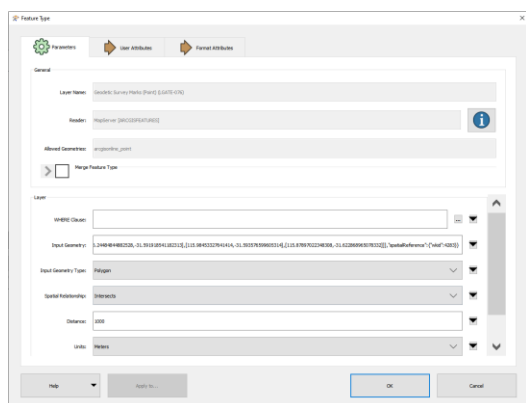 Feature Type
Parameters
User Attributes
Format Attributes
General
Layer Name:
Geodetic Survey Marks (Point) (LGATE-076)
Reader:
MapServer [ARCGISFEATURES]
Allowed Geometries:
arcgisonline_point
Merge Feature Type
Layer
WHERE Clause:
Input Geometry:
Input Geometry Type:
Polygon
Spatial Relationship:
Intersects
Distance:
1000
Units:
Meters
Help
Apply to...
OK
Cancel